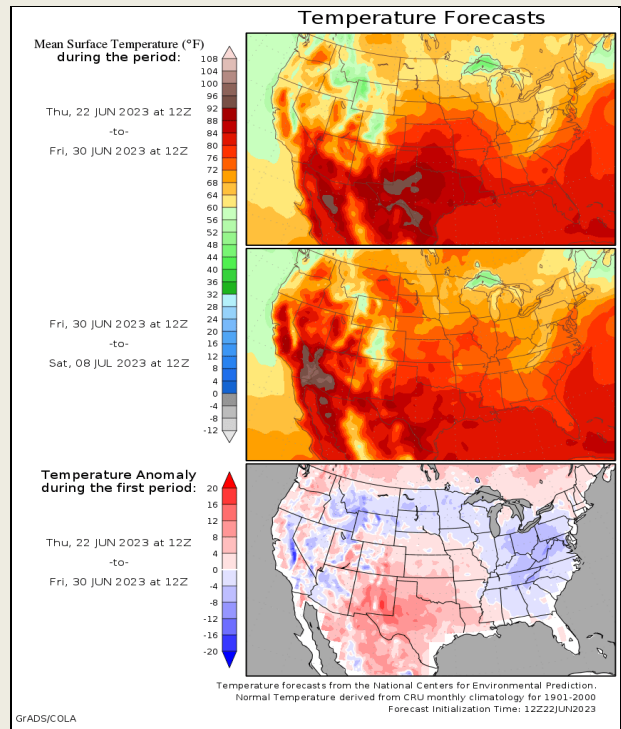 Temperature Forecasts
Mean Surface Temperature (°F)
during the period:
108
104
100
96
92
88
84
80
76
72
68
64
60
56
52
48
44
40
36
32
28
24
20
16
12
8
4
0
-4
-8
-12
Thu, 22 JUN 2023 at 12Z
-to-
Fri, 30 JUN 2023 at 12Z
Fri, 30 JUN 2023 at 12Z
-to-
Sat, 08 JUL 2023 at 12Z
Temperature Anomaly
during the first period:
20
16
12
8
4
0
-4
-8
-12
-16
-20
Thu, 22 JUN 2023 at 12Z
-to-
Fri, 30 JUN 2023 at 12Z
Temperature forecasts from the National Centers for Environmental Prediction.
Normal Temperature derived from CRU monthly climatology for 1901-2000
Forecast Initialization Time: 12Z22JUN2023
GrADS/COLA